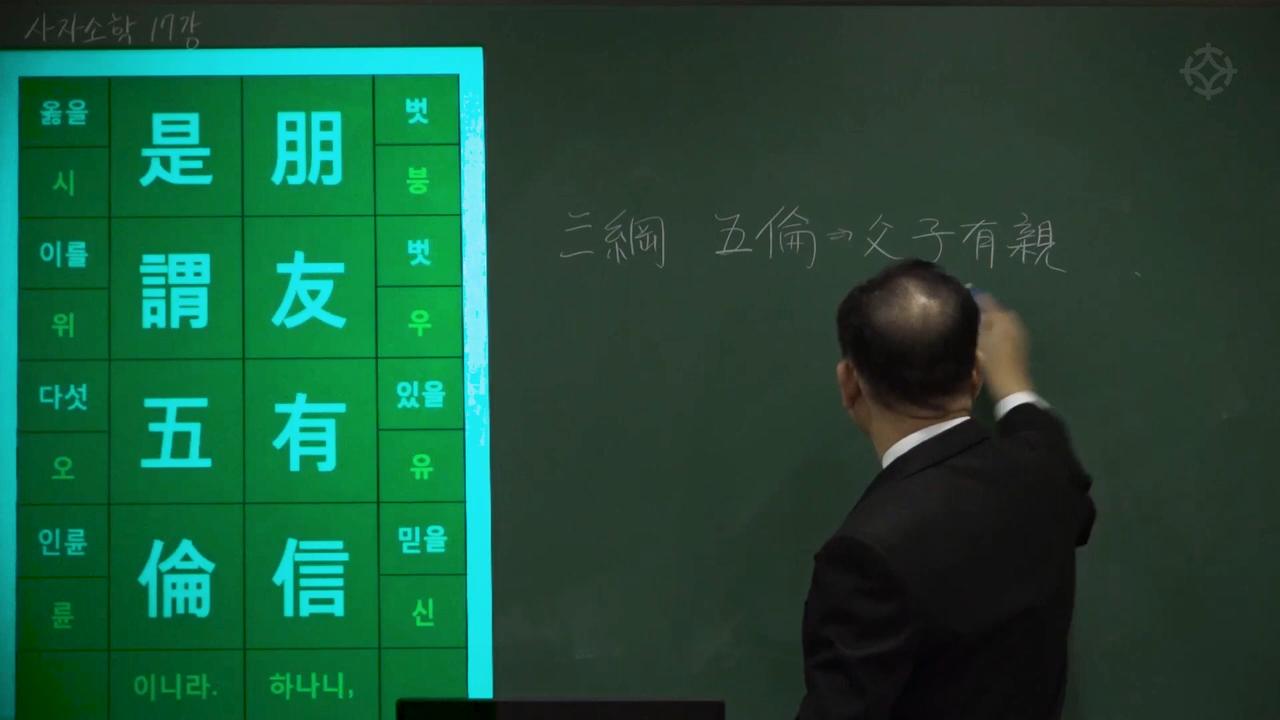 사자소학 17강
옳을 是 朋 벗
시 붕
이를 謂 友 벗
위 우
다섯 五 有 있을
오 유
인륜 倫 信 믿을
륜 신
이니라. 하나니,
三綱 五倫→父子有親